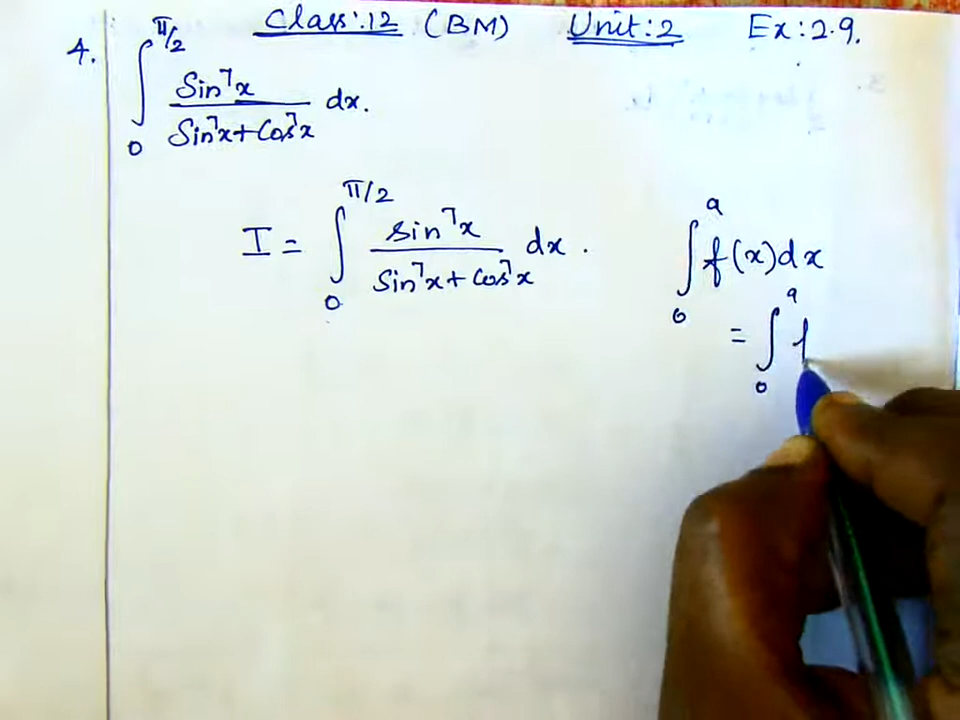 Class:12 (BM) Unit:2 Ex:2.9.
4. ∫₀^{π/2} Sin⁷x / (Sin⁷x + Cos⁷x) dx.
I = ∫₀^{π/2} sin⁷x / (Sin⁷x + Cos⁷x) dx.
∫₀^a f(x)dx
= ∫₀^a f